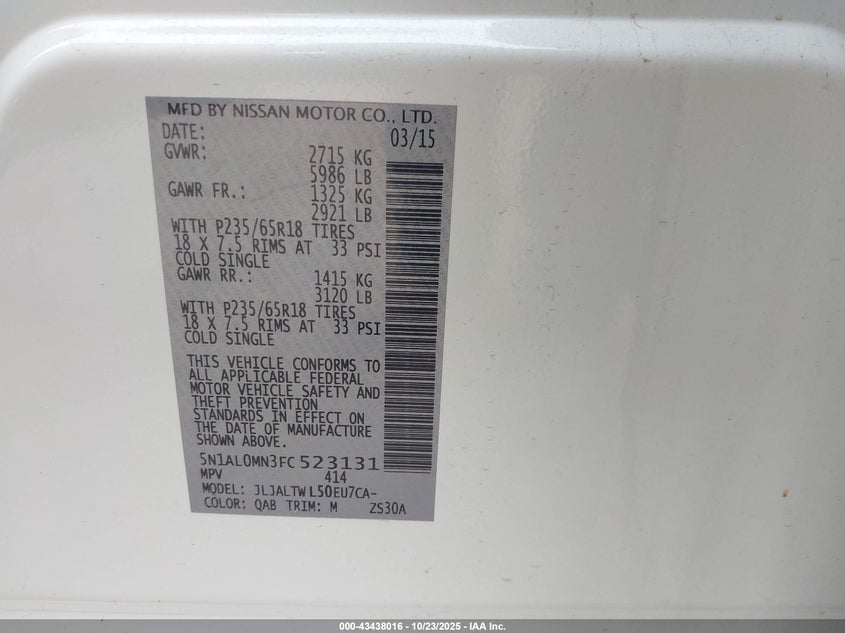 MFD BY NISSAN MOTOR CO., LTD.
DATE: 03/15
GVWR: 2715 KG
5986 LB
GAWR FR.: 1325 KG
2921 LB
WITH P235/65R18 TIRES
18 X 7.5 RIMS AT 33 PSI
COLD SINGLE
GAWR RR.: 1415 KG
3120 LB
WITH P235/65R18 TIRES
18 X 7.5 RIMS AT 33 PSI
COLD SINGLE
THIS VEHICLE CONFORMS TO
ALL APPLICABLE FEDERAL
MOTOR VEHICLE SAFETY AND
THEFT PREVENTION
STANDARDS IN EFFECT ON
THE DATE OF MANUFACTURE
SHOWN ABOVE.
5N1AL0MN3FC523131
MPV 414
MODEL: JLJALTWL50EU7CA-
COLOR: QAB TRIM: M ZS30A
000-43438016 - 10/23/2025 - IAA Inc.